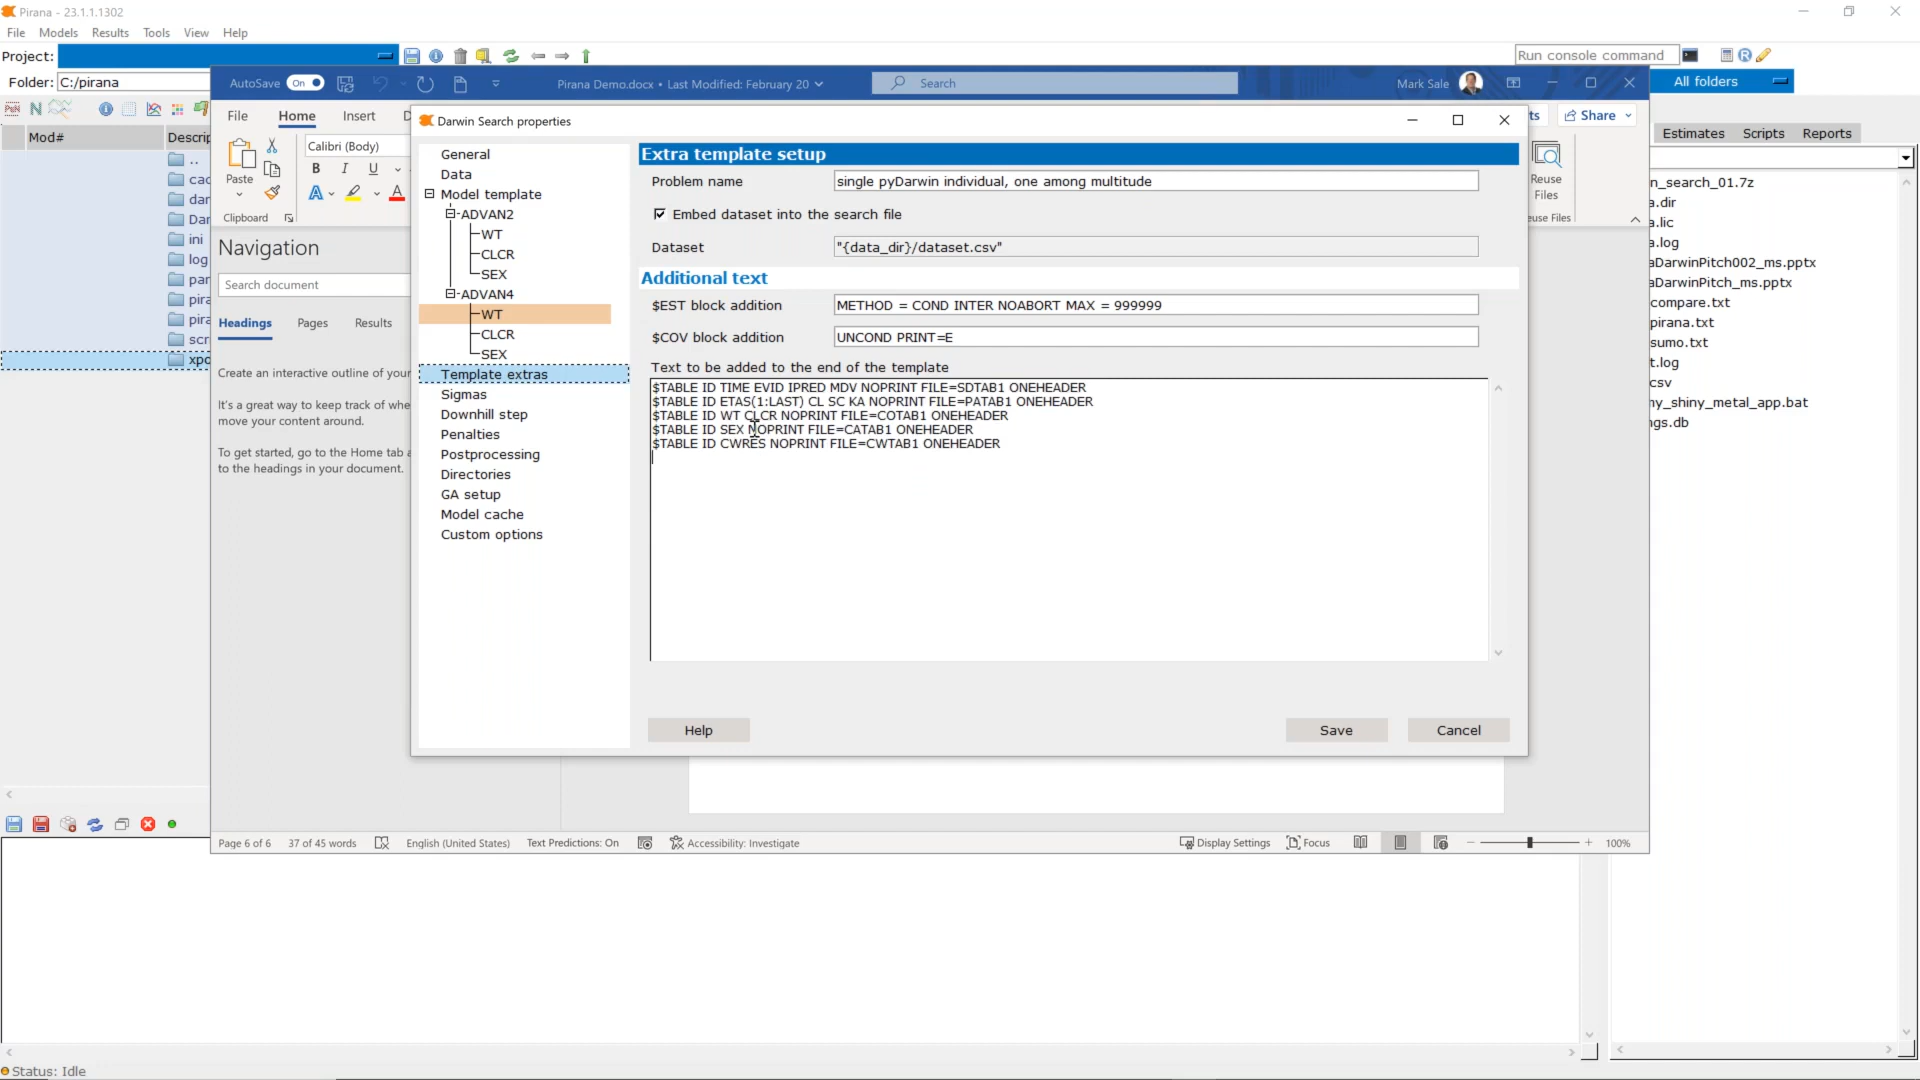 Pirana - 23.1.1.1302
File Models Results Tools View Help
Project:
Run console command
Folder: C:/pirana
All folders
AutoSave On
Pirana Demo.docx • Last Modified: February 20
Search
Mark Sale
File Home Insert
Share
Darwin Search properties
Mod#
Descrip
Estimates Scripts Reports
Paste
Calibri (Body)
B I U
Clipboard
Reuse
Files
euse Files
..
cac
dar
Dar
ini
log
par
pira
pira
scr
xpo
Navigation
Search document
Headings Pages Results
Create an interactive outline of your
It's a great way to keep track of whe
move your content around.
To get started, go to the Home tab a
to the headings in your document.
General
Data
Model template
ADVAN2
WT
CLCR
SEX
ADVAN4
WT
CLCR
SEX
Template extras
Sigmas
Downhill step
Penalties
Postprocessing
Directories
GA setup
Model cache
Custom options
Extra template setup
Problem name single pyDarwin individual, one among multitude
Embed dataset into the search file
Dataset "{data_dir}/dataset.csv"
Additional text
$EST block addition METHOD = COND INTER NOABORT MAX = 999999
$COV block addition UNCOND PRINT=E
Text to be added to the end of the template
$TABLE ID TIME EVID IPRED MDV NOPRINT FILE=SDTAB1 ONEHEADER
$TABLE ID ETAS(1:LAST) CL SC KA NOPRINT FILE=PATAB1 ONEHEADER
$TABLE ID WT CLCR NOPRINT FILE=COTAB1 ONEHEADER
$TABLE ID SEX NOPRINT FILE=CATAB1 ONEHEADER
$TABLE ID CWRES NOPRINT FILE=CWTAB1 ONEHEADER
Help Save Cancel
n_search_01.7z
a.dir
a.lic
a.log
aDarwinPitch002_ms.pptx
aDarwinPitch_ms.pptx
compare.txt
pirana.txt
sumo.txt
t.log
csv
ny_shiny_metal_app.bat
ngs.db
Page 6 of 6 37 of 45 words English (United States) Text Predictions: On Accessibility: Investigate Display Settings Focus 100%
Status: Idle